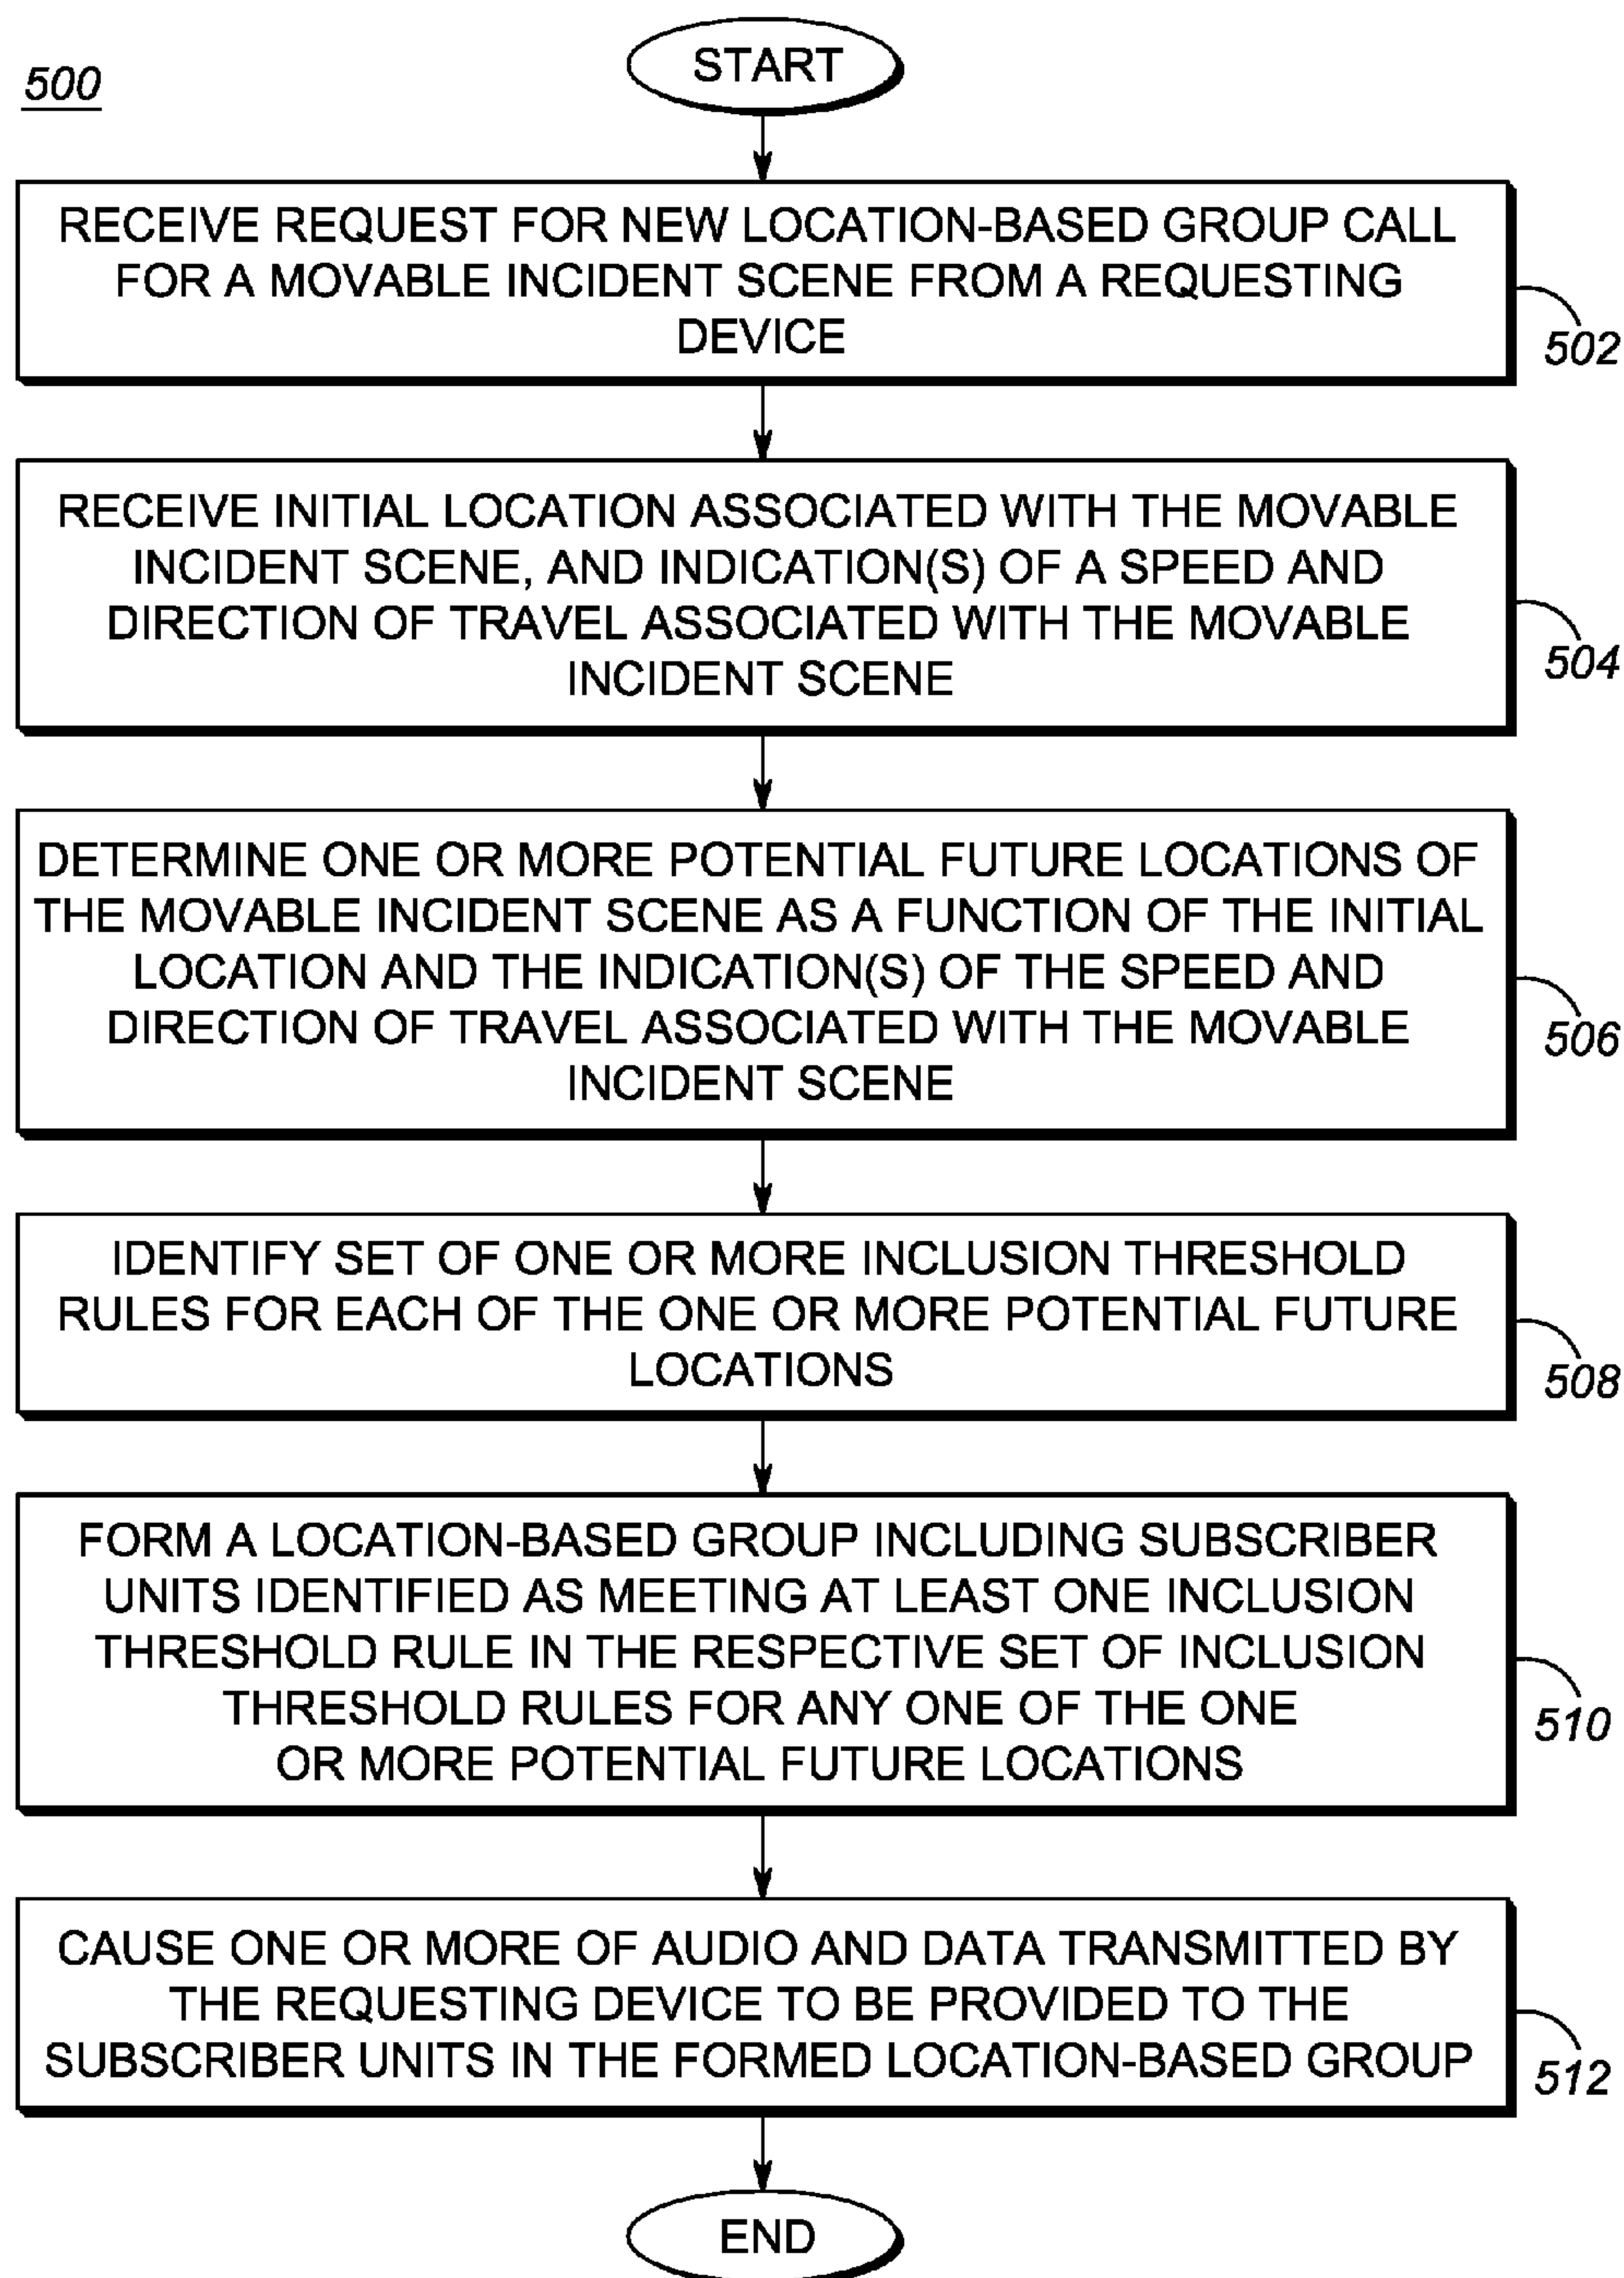 500
START
RECEIVE REQUEST FOR NEW LOCATION-BASED GROUP CALL
FOR A MOVABLE INCIDENT SCENE FROM A REQUESTING
DEVICE
502
RECEIVE INITIAL LOCATION ASSOCIATED WITH THE MOVABLE
INCIDENT SCENE, AND INDICATION(S) OF A SPEED AND
DIRECTION OF TRAVEL ASSOCIATED WITH THE MOVABLE
INCIDENT SCENE
504
DETERMINE ONE OR MORE POTENTIAL FUTURE LOCATIONS OF
THE MOVABLE INCIDENT SCENE AS A FUNCTION OF THE INITIAL
LOCATION AND THE INDICATION(S) OF THE SPEED AND
DIRECTION OF TRAVEL ASSOCIATED WITH THE MOVABLE
INCIDENT SCENE
506
IDENTIFY SET OF ONE OR MORE INCLUSION THRESHOLD
RULES FOR EACH OF THE ONE OR MORE POTENTIAL FUTURE
LOCATIONS
508
FORM A LOCATION-BASED GROUP INCLUDING SUBSCRIBER
UNITS IDENTIFIED AS MEETING AT LEAST ONE INCLUSION
THRESHOLD RULE IN THE RESPECTIVE SET OF INCLUSION
THRESHOLD RULES FOR ANY ONE OF THE ONE
OR MORE POTENTIAL FUTURE LOCATIONS
510
CAUSE ONE OR MORE OF AUDIO AND DATA TRANSMITTED BY
THE REQUESTING DEVICE TO BE PROVIDED TO THE
SUBSCRIBER UNITS IN THE FORMED LOCATION-BASED GROUP
512
END